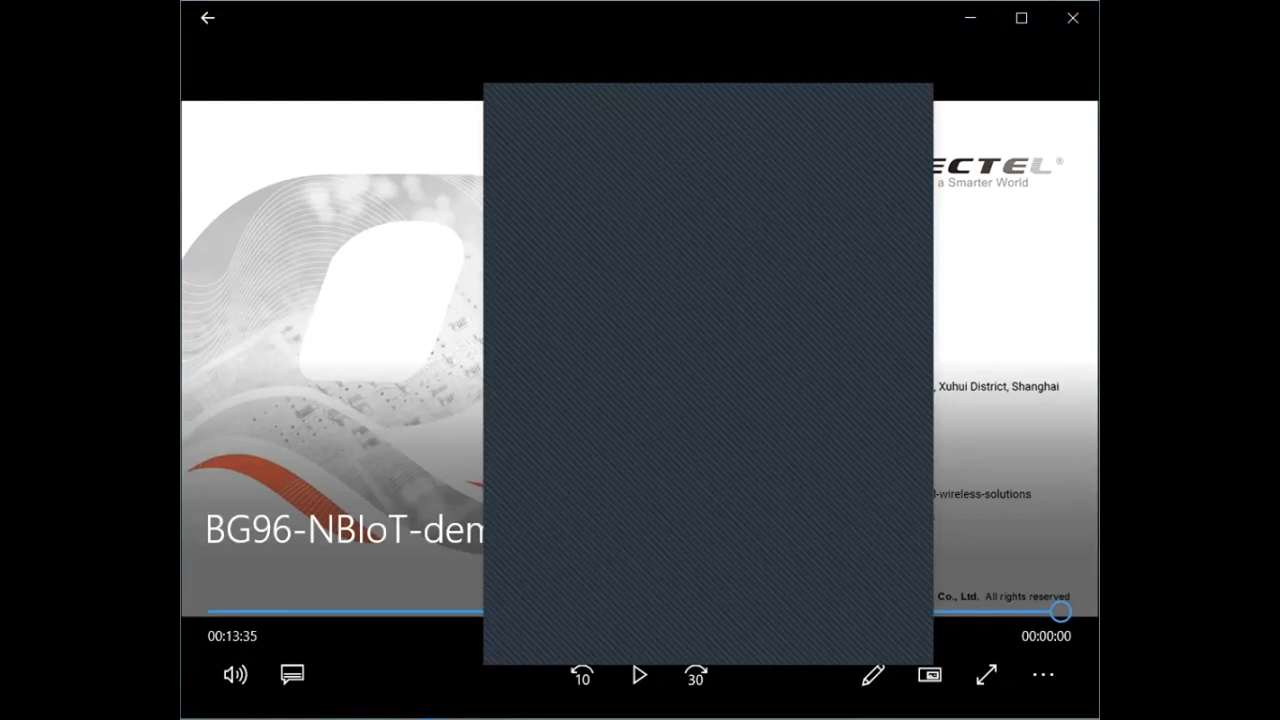 ECTEL®
a Smarter World
, Xuhui District, Shanghai
l-wireless-solutions
BG96-NBIoT-dem
Co., Ltd. All rights reserved
00:13:35
00:00:00
10
30